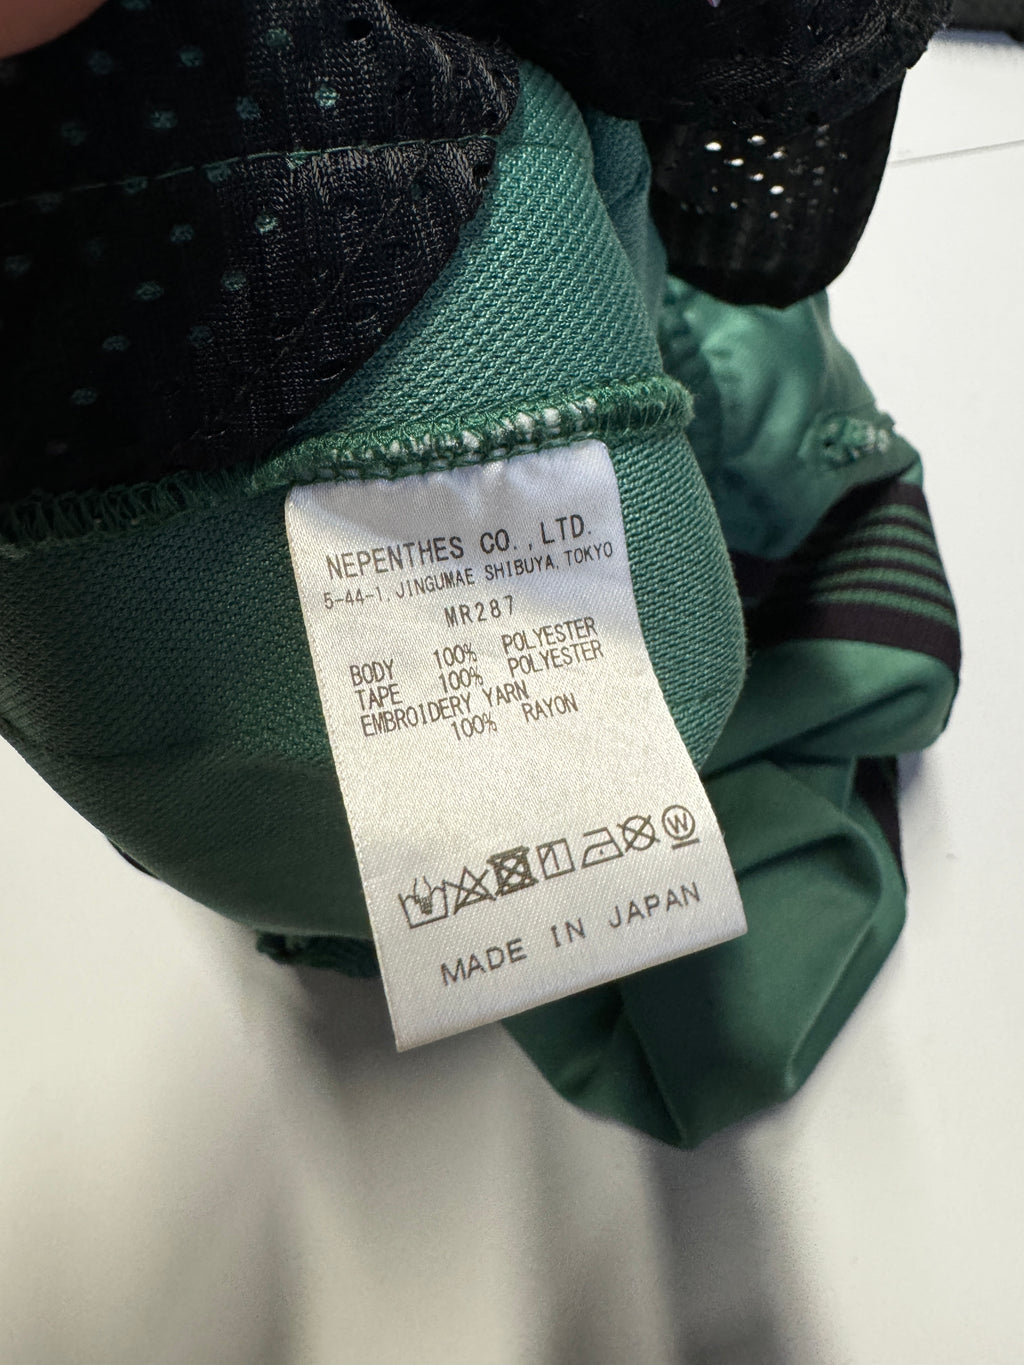 NEPENTHES CO., LTD.
5-44-1, JINGUMAE SHIBUYA, TOKYO
MR287
BODY 100% POLYESTER
TAPE 100% POLYESTER
EMBROIDERY YARN
100% RAYON
W
MADE IN JAPAN